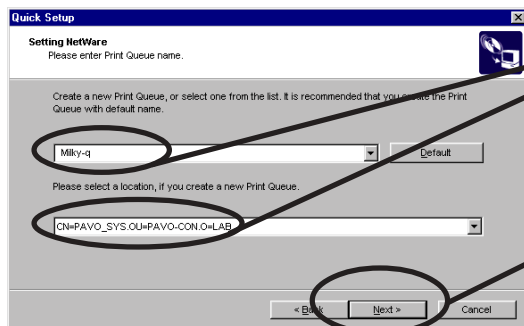 Quick Setup
Setting NetWare
Please enter Print Queue name.
Create a new Print Queue, or select one from the list. It is recommended that you create the Print
Queue with default name.
Milky-q
Default
Please select a location, if you create a new Print Queue.
CN=PAVO_SYS.OU=PAVO-CON.O=LAB
< Back
Next >
Cancel